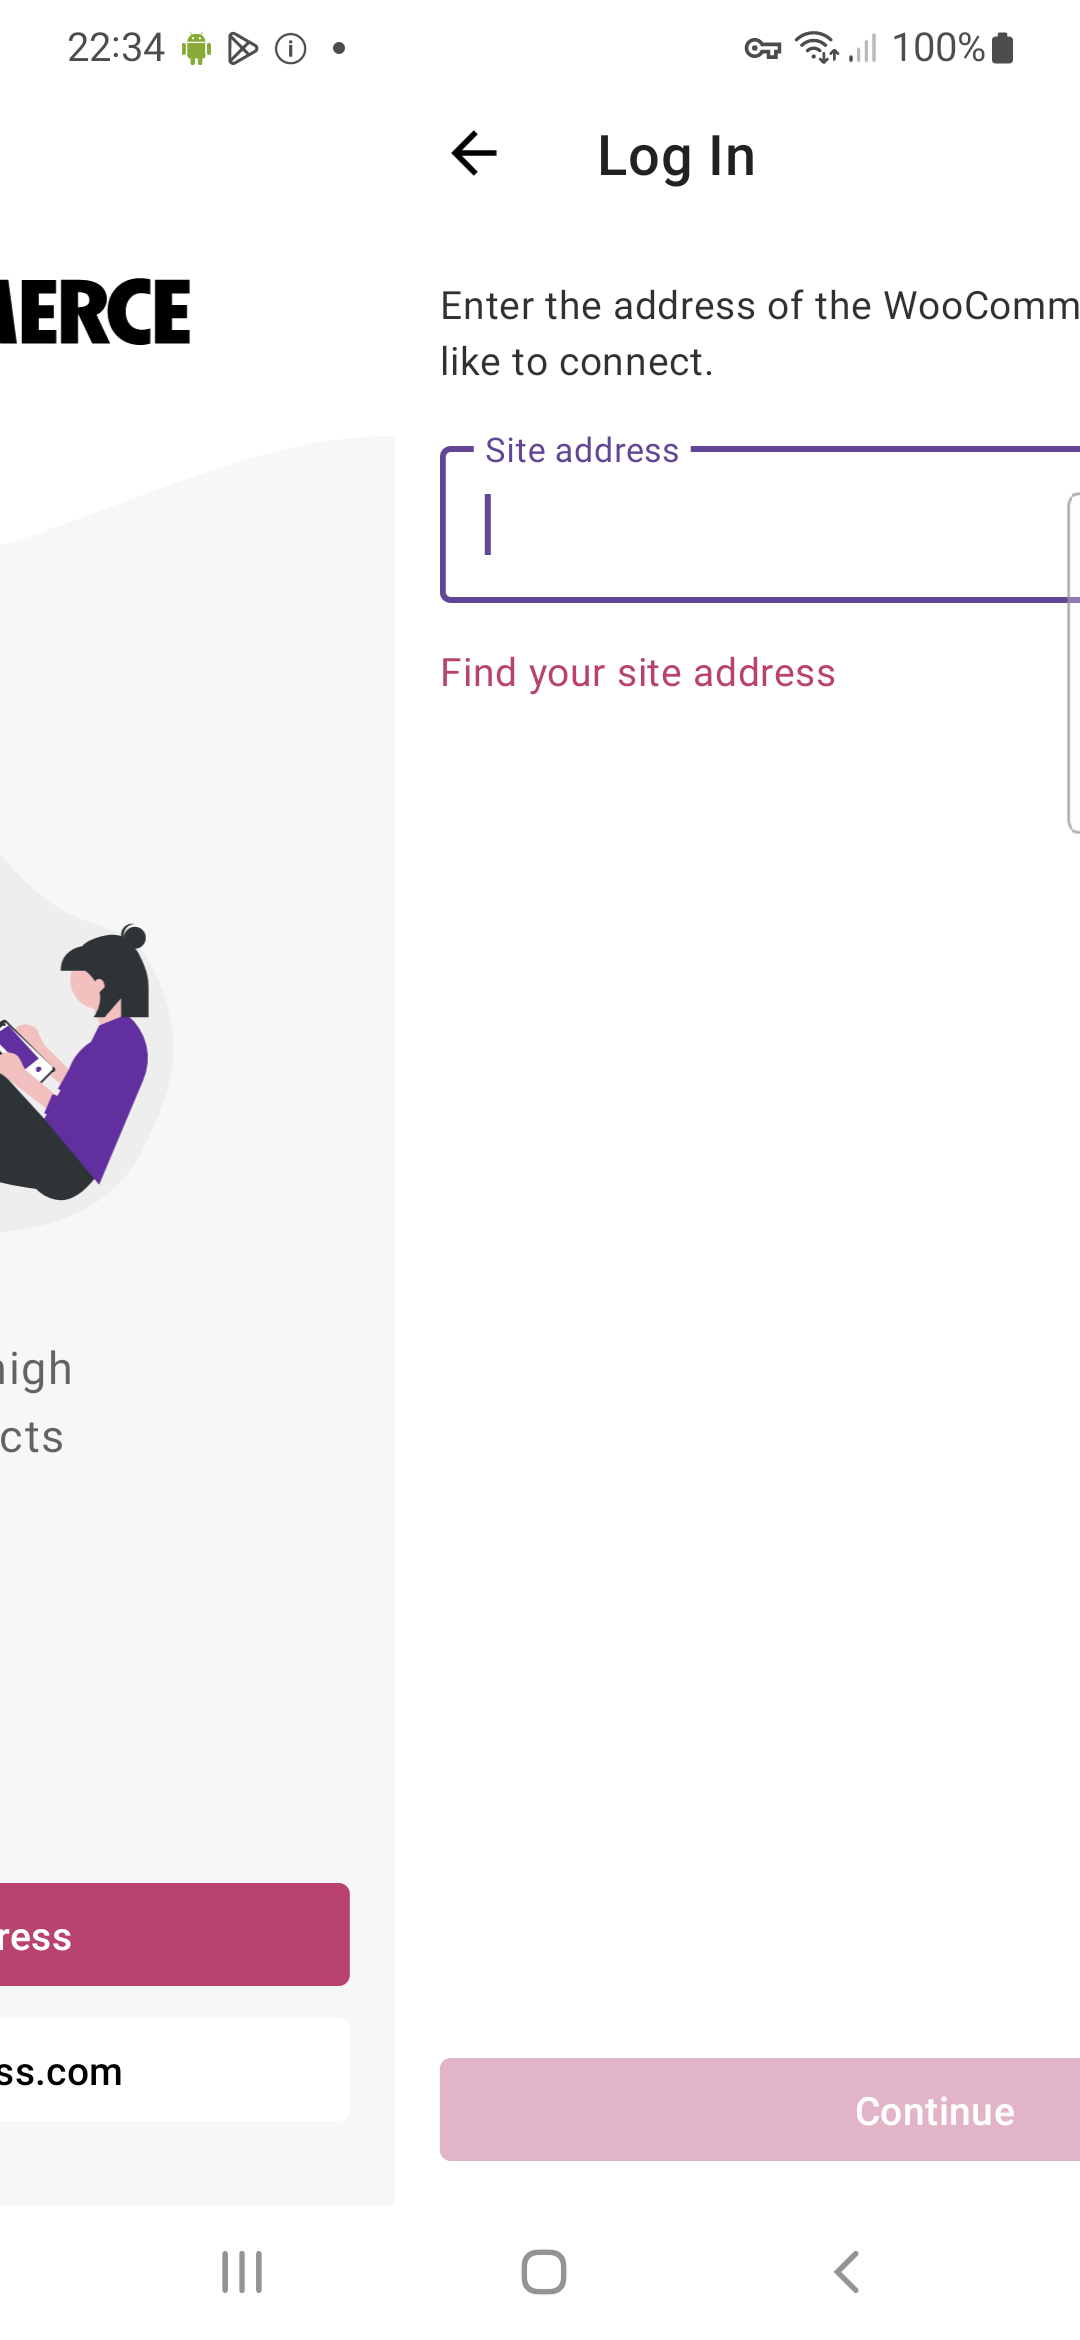 22:34
100%
Log In
ERCE
Enter the address of the WooComm
like to connect.
Site address
Find your site address
igh
cts
ress
ss.com
Continue